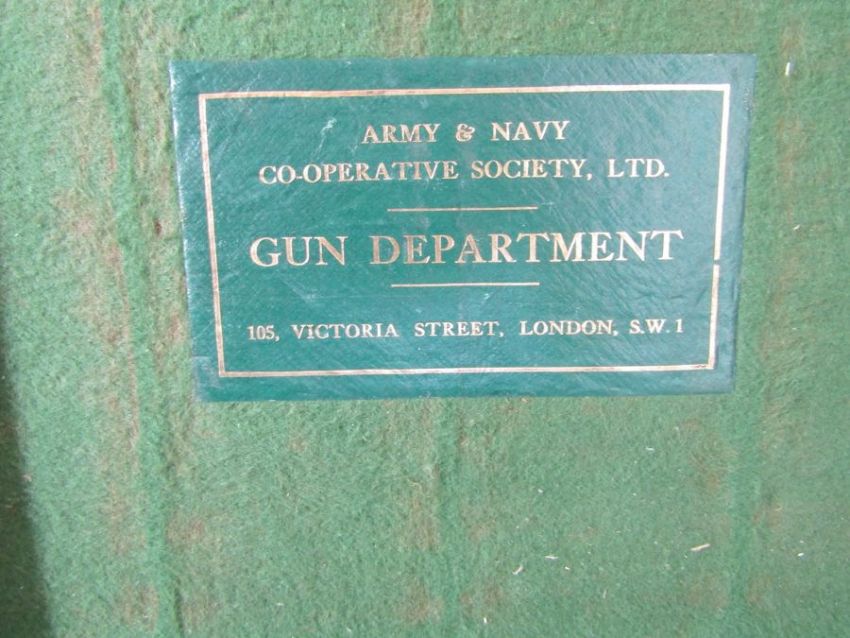 ARMY & NAVY
CO-OPERATIVE SOCIETY, LTD.
GUN DEPARTMENT
105, VICTORIA STREET, LONDON, S.W. 1